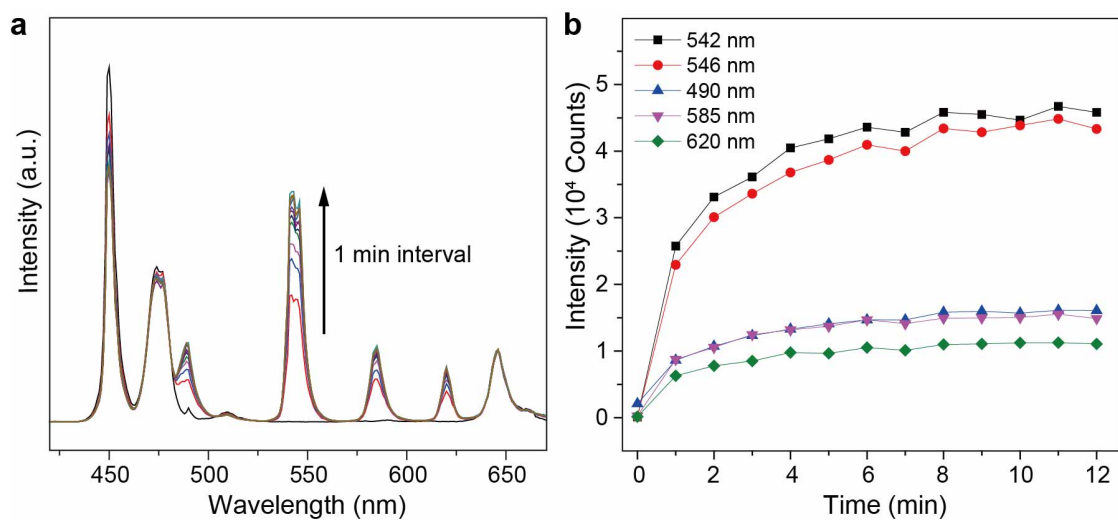 a
Intensity (a.u.)
1 min interval
450
500
550
600
650
Wavelength (nm)
b
542 nm
546 nm
490 nm
585 nm
620 nm
Intensity (10⁴ Counts)
5
4
3
2
1
0
0
2
4
6
8
10
12
Time (min)